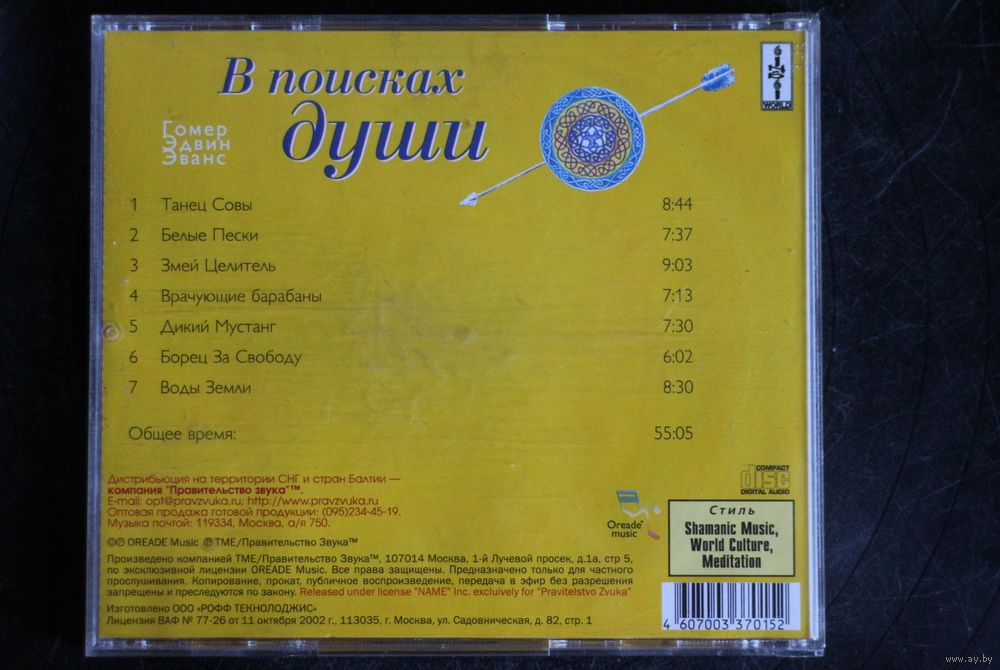 В поисках
души
Гомер
Эдвин
Эванс
WORLD
1 Танец Совы 8:44
2 Белые Пески 7:37
3 Змей Целитель 9:03
4 Врачующие барабаны 7:13
5 Дикий Мустанг 7:30
6 Борец За Свободу 6:02
7 Воды Земли 8:30
Общее время: 55:05
Дистрибьюция на территории СНГ и стран Балтии —
компания "Правительство звука"™.
E-mail: opt@pravzvuka.ru; http://www.pravzvuka.ru
Оптовая продажа готовой продукции: (095)234-45-19.
Музыка почтой: 119334, Москва, а/я 750.
©℗ OREADE Music ℗ TME/Правительство Звука™
Произведено компанией TME/Правительство Звука™, 107014 Москва, 1-й Лучевой просек, д.1а, стр 5,
по эксклюзивной лицензии OREADE Music. Все права защищены. Предназначено только для частного
прослушивания. Копирование, прокат, публичное воспроизведение, передача в эфир без разрешения
запрещены и преследуются по закону. Released under license "NAME" Inc. exclusively for "Pravitelstvo Zvuka"
Изготовлено ООО «РОФФ ТЕКНОЛОДЖИС»
Лицензия ВАФ № 77-26 от 11 октября 2002 г., 113035, г. Москва, ул. Садовническая, д. 82, стр. 1
Oreade
music
COMPACT
disc
DIGITAL AUDIO
Стиль
Shamanic Music,
World Culture,
Meditation
4 607003 370152
www.ay.by